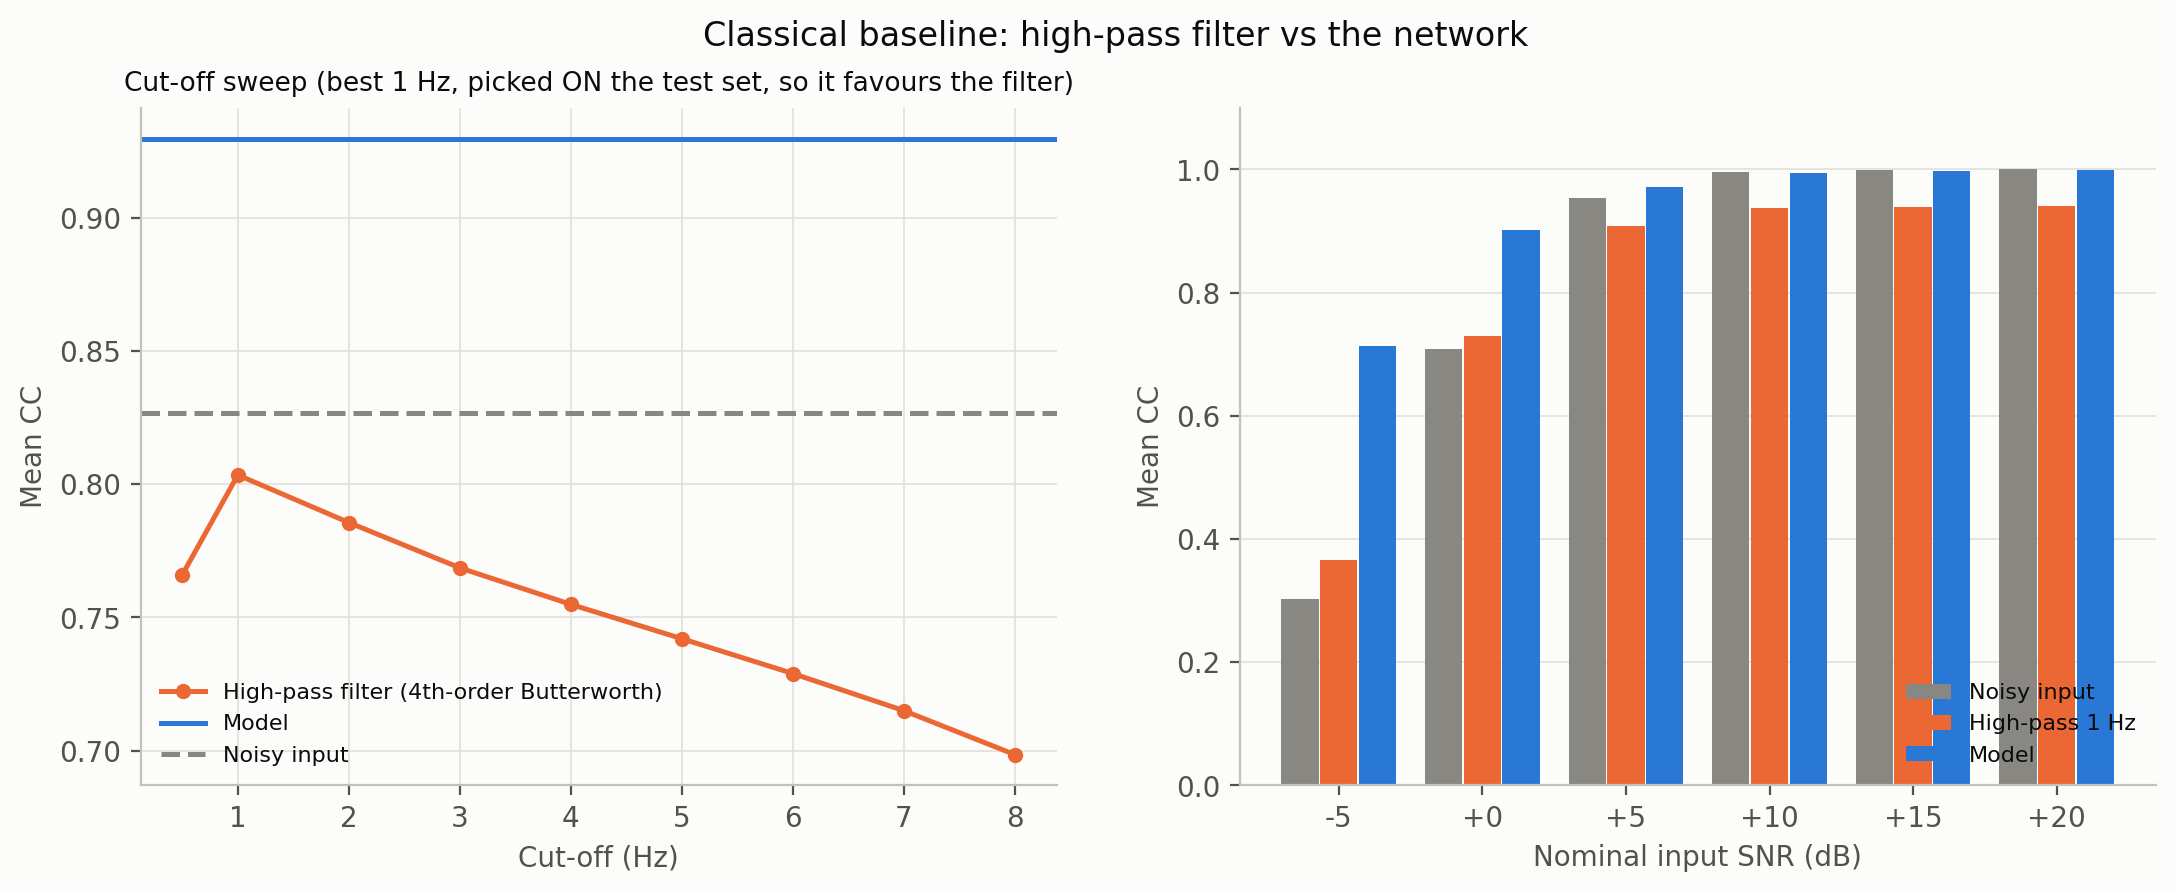 Classical baseline: high-pass filter vs the network
Cut-off sweep (best 1 Hz, picked ON the test set, so it favours the filter)
Mean CC
0.90
0.85
0.80
0.75
0.70
High-pass filter (4th-order Butterworth)
Model
Noisy input
1 2 3 4 5 6 7 8
Cut-off (Hz)
Mean CC
1.0
0.8
0.6
0.4
0.2
0.0
Noisy input
High-pass 1 Hz
Model
-5 +0 +5 +10 +15 +20
Nominal input SNR (dB)